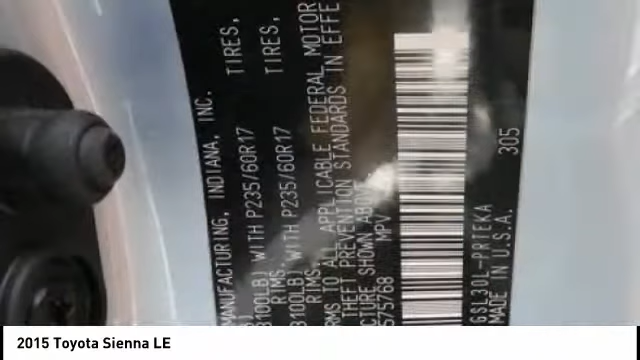 MANUFACTURING, INDIANA, INC.
WITH P235/60R17 TIRES,
3100LB) RIMS
WITH P235/60R17 TIRES,
3100LB) RIMS
RMS TO ALL APPLICABLE FEDERAL MOTOR
THEFT PREVENTION STANDARDS IN EFFE
CTURE SHOWN ABOVE
575768 MPV
GSL30L-PRTEKA
MADE IN U.S.A. 305
2015 Toyota Sienna LE